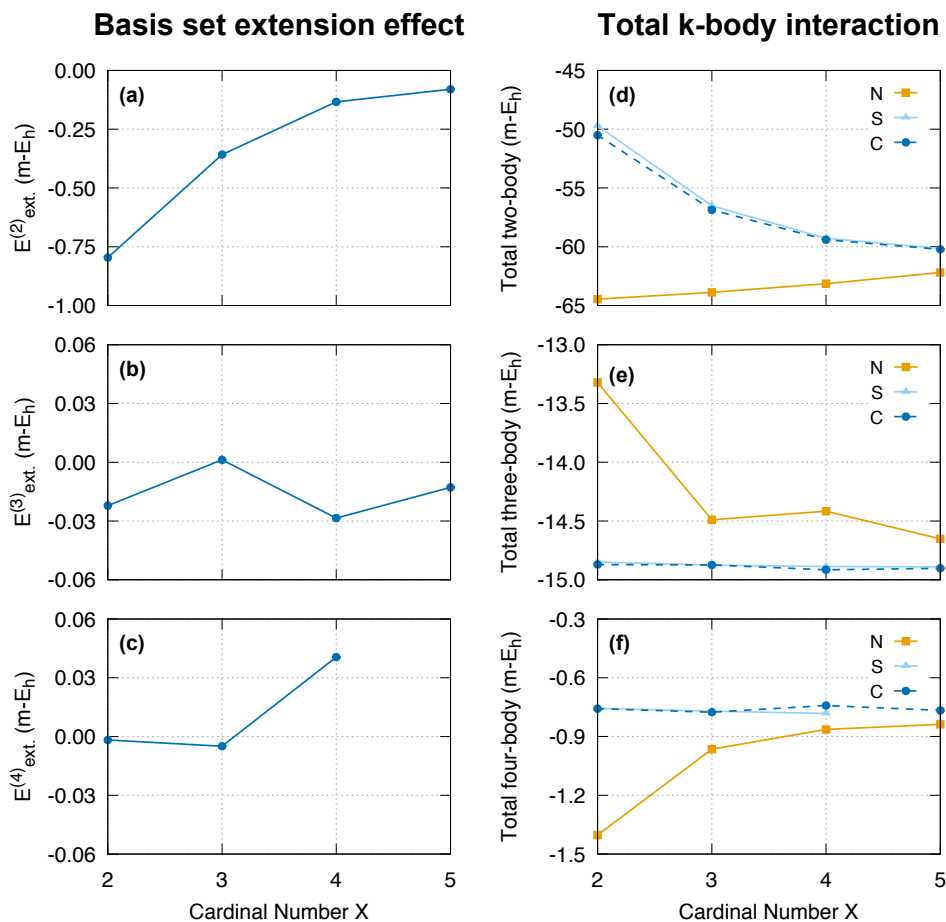 Basis set extension effect
Total k-body interaction
(a)
E(2)ext. (m-Eh)
0.00
-0.25
-0.50
-0.75
-1.00
(d)
Total two-body (m-Eh)
-45
-50
-55
-60
-65
N
S
C
(b)
E(3)ext. (m-Eh)
0.06
0.03
0.00
-0.03
-0.06
(e)
Total three-body (m-Eh)
-13.0
-13.5
-14.0
-14.5
-15.0
N
S
C
(c)
E(4)ext. (m-Eh)
0.06
0.03
0.00
-0.03
-0.06
2 3 4 5
Cardinal Number X
(f)
Total four-body (m-Eh)
-0.3
-0.6
-0.9
-1.2
-1.5
N
S
C
2 3 4 5
Cardinal Number X